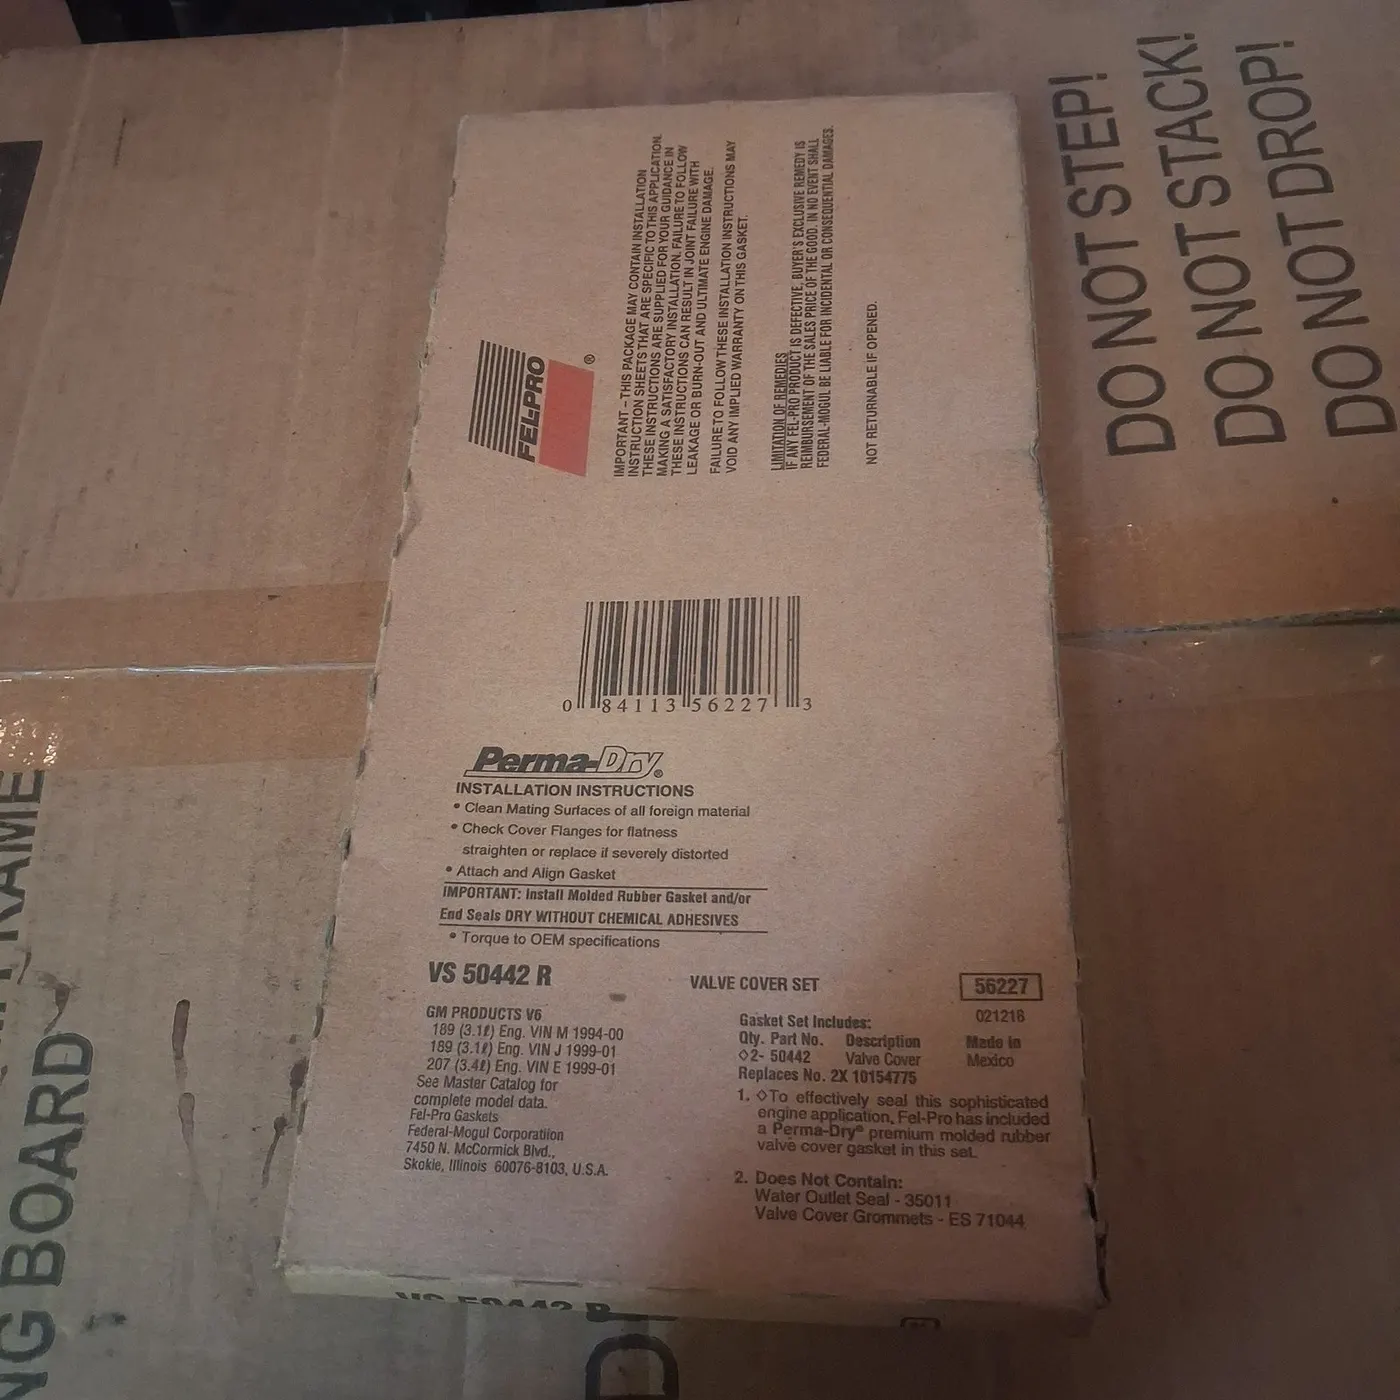 DO NOT STEP!
DO NOT STACK!
DO NOT DROP!
FEL-PRO ®
IMPORTANT – THIS PACKAGE MAY CONTAIN INSTALLATION
INSTRUCTION SHEETS THAT ARE SPECIFIC TO THIS APPLICATION.
THESE INSTRUCTIONS ARE SUPPLIED FOR YOUR GUIDANCE IN
MAKING A SATISFACTORY INSTALLATION. FAILURE TO FOLLOW
THESE INSTRUCTIONS CAN RESULT IN JOINT FAILURE WITH
LEAKAGE OR BURN-OUT AND ULTIMATE ENGINE DAMAGE.
FAILURE TO FOLLOW THESE INSTALLATION INSTRUCTIONS MAY
VOID ANY IMPLIED WARRANTY ON THIS GASKET.
LIMITATION OF REMEDIES
IF ANY FEL-PRO PRODUCT IS DEFECTIVE, BUYER'S EXCLUSIVE REMEDY IS
REIMBURSEMENT OF THE SALES PRICE OF THE GOOD. IN NO EVENT SHALL
FEDERAL-MOGUL BE LIABLE FOR INCIDENTAL OR CONSEQUENTIAL DAMAGES.
NOT RETURNABLE IF OPENED.
0 84113 56227 3
Perma-Dry®
INSTALLATION INSTRUCTIONS
• Clean Mating Surfaces of all foreign material
• Check Cover Flanges for flatness
straighten or replace if severely distorted
• Attach and Align Gasket
IMPORTANT: Install Molded Rubber Gasket and/or
End Seals DRY WITHOUT CHEMICAL ADHESIVES
• Torque to OEM specifications
VS 50442 R
VALVE COVER SET
56227
021218
GM PRODUCTS V6
189 (3.1ℓ) Eng. VIN M 1994-00
189 (3.1ℓ) Eng. VIN J 1999-01
207 (3.4ℓ) Eng. VIN E 1999-01
See Master Catalog for
complete model data.
Fel-Pro Gaskets
Federal-Mogul Corporatiion
7450 N. McCormick Blvd.,
Skokie, Illinois 60076-8103, U.S.A.
Gasket Set Includes:
Qty. Part No. Description
◇2- 50442 Valve Cover
Replaces No. 2X 10154775
Made in
Mexico
1. ◇To effectively seal this sophisticated
engine application, Fel-Pro has included
a Perma-Dry® premium molded rubber
valve cover gasket in this set.
2. Does Not Contain:
Water Outlet Seal - 35011
Valve Cover Grommets - ES 71044
VS 50442 R
BOARD